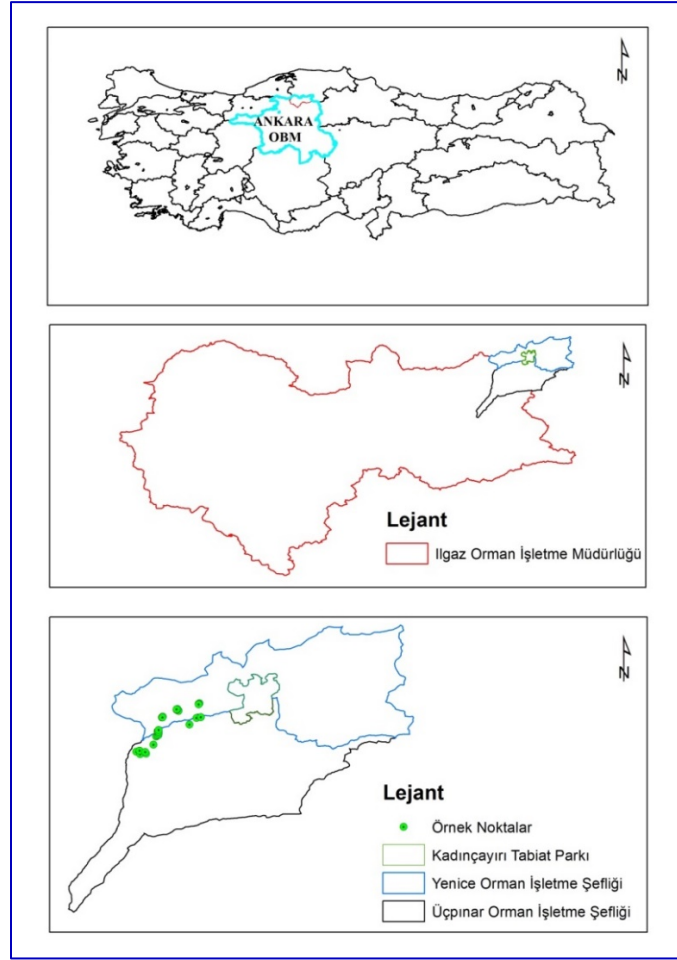 N
ANKARA
OBM
N
Lejant
Ilgaz Orman İşletme Müdürlüğü
N
Lejant
Örnek Noktalar
Kadınçayırı Tabiat Parkı
Yenice Orman İşletme Şefliği
Üçpınar Orman İşletme Şefliği